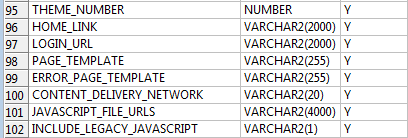 95 THEME_NUMBER NUMBER Y
96 HOME_LINK VARCHAR2(2000) Y
97 LOGIN_URL VARCHAR2(2000) Y
98 PAGE_TEMPLATE VARCHAR2(255) Y
99 ERROR_PAGE_TEMPLATE VARCHAR2(255) Y
100 CONTENT_DELIVERY_NETWORK VARCHAR2(20) Y
101 JAVASCRIPT_FILE_URLS VARCHAR2(4000) Y
102 INCLUDE_LEGACY_JAVASCRIPT VARCHAR2(1) Y